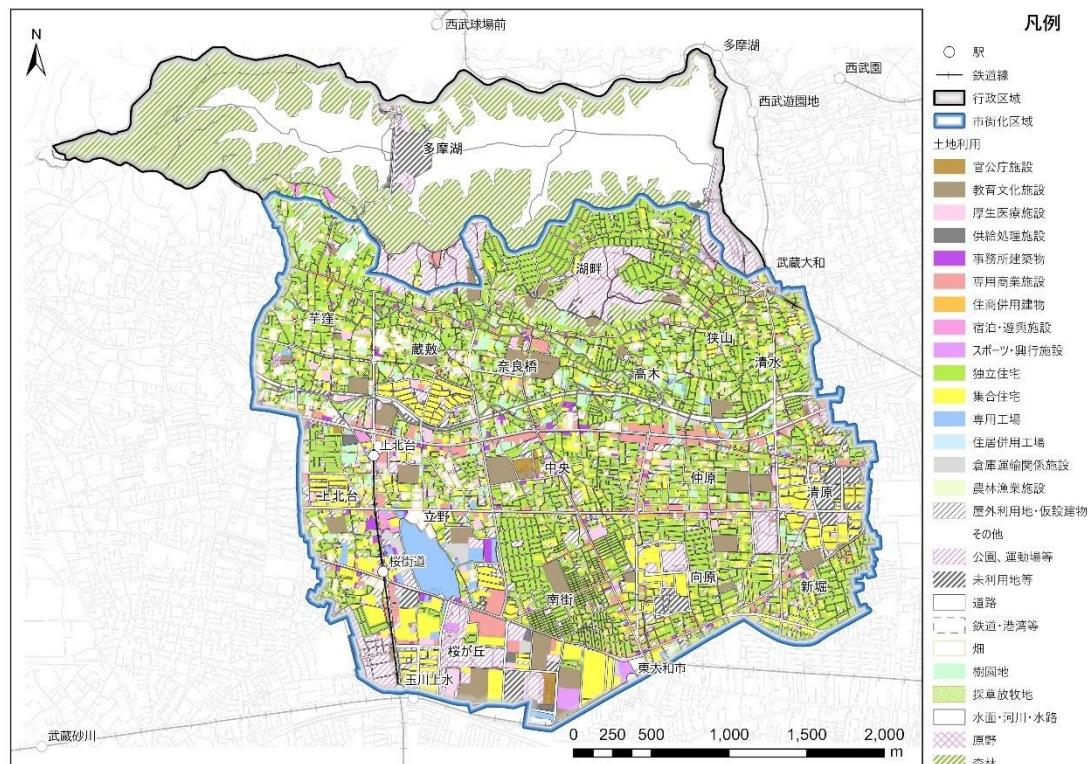 西武球場前
N
多摩湖
西武園
西武遊園地
多摩湖
武蔵大和
湖畔
芋窪
狭山
蔵敷
奈良橋
清水
高木
上北台
中央
仲原
上北台
清原
立野
桜街道
向原
新堀
南街
桜が丘
東大和市
玉川上水
武蔵砂川
0 250 500 1,000 1,500 2,000
m
凡例
駅
鉄道線
行政区域
市街化区域
土地利用
官公庁施設
教育文化施設
厚生医療施設
供給処理施設
事務所建築物
専用商業施設
住商併用建物
宿泊・遊興施設
スポーツ・興行施設
独立住宅
集合住宅
専用工場
住居併用工場
倉庫運輸関係施設
農林漁業施設
屋外利用地・仮設建物
その他
公園、運動場等
未利用地等
道路
鉄道・港湾等
畑
樹園地
採草放牧地
水面・河川・水路
原野
森林